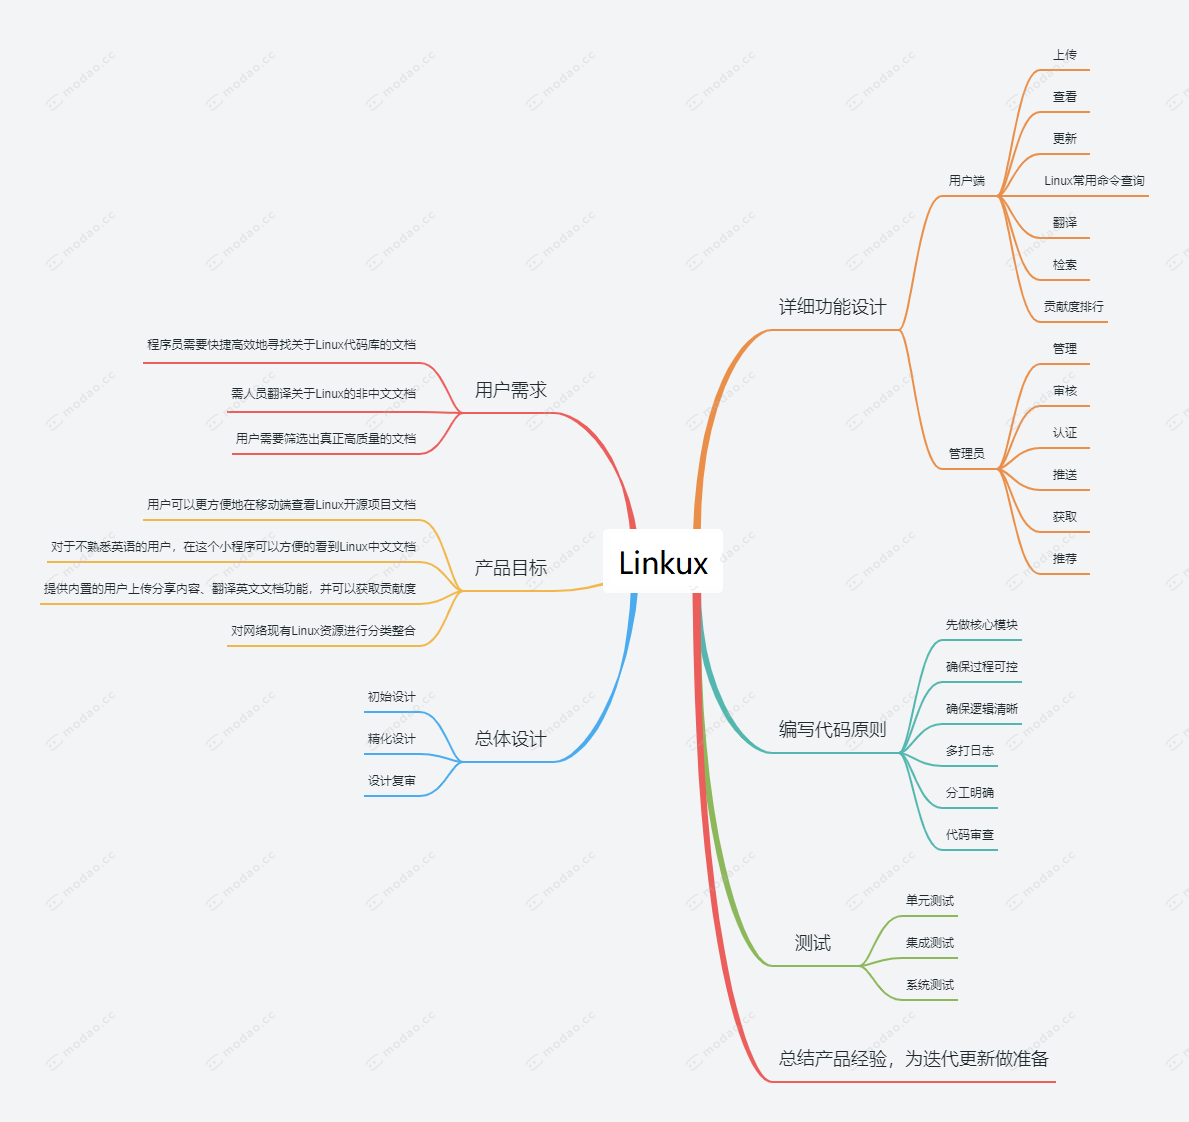 Linkux
用户需求
程序员需要快捷高效地寻找关于Linux代码库的文档
需人员翻译关于Linux的非中文文档
用户需要筛选出真正高质量的文档
产品目标
用户可以更方便地在移动端查看Linux开源项目文档
对于不熟悉英语的用户，在这个小程序可以方便的看到Linux中文文档
提供内置的用户上传分享内容、翻译英文文档功能，并可以获取贡献度
对网络现有Linux资源进行分类整合
总体设计
初始设计
精化设计
设计复审
详细功能设计
用户端
上传
查看
更新
Linux常用命令查询
翻译
检索
贡献度排行
管理员
管理
审核
认证
推送
获取
推荐
编写代码原则
先做核心模块
确保过程可控
确保逻辑清晰
多打日志
分工明确
代码审查
测试
单元测试
集成测试
系统测试
总结产品经验，为迭代更新做准备
modao.cc